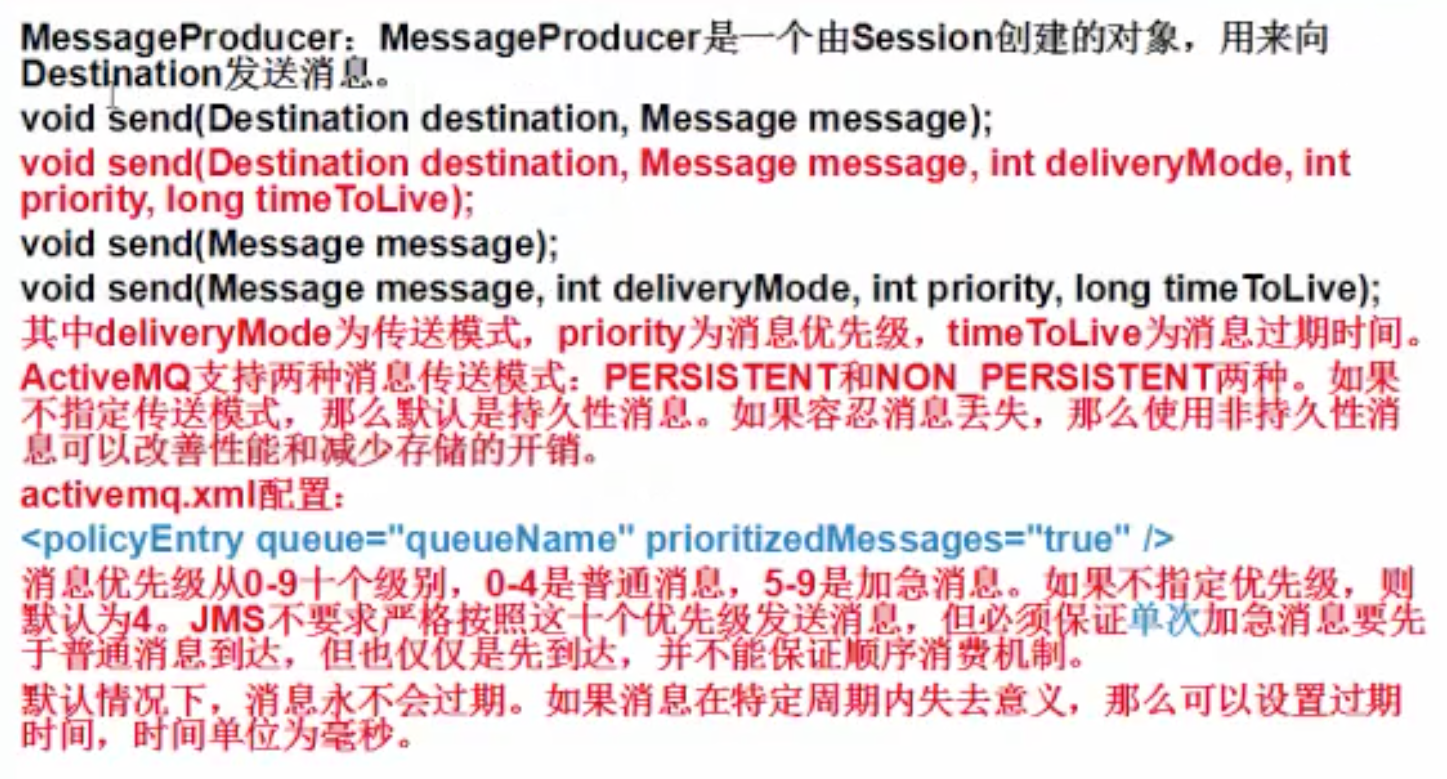 MessageProducer：MessageProducer是一个由Session创建的对象，用来向
Destination发送消息。
void send(Destination destination, Message message);
void send(Destination destination, Message message, int deliveryMode, int
priority, long timeToLive);
void send(Message message);
void send(Message message, int deliveryMode, int priority, long timeToLive);
其中deliveryMode为传送模式，priority为消息优先级，timeToLive为消息过期时间。
ActiveMQ支持两种消息传送模式：PERSISTENT和NON_PERSISTENT两种。如果
不指定传送模式，那么默认是持久性消息。如果容忍消息丢失，那么使用非持久性消
息可以改善性能和减少存储的开销。
activemq.xml配置：
<policyEntry queue="queueName" prioritizedMessages="true" />
消息优先级从0-9十个级别，0-4是普通消息，5-9是加急消息。如果不指定优先级，则
默认为4。JMS不要求严格按照这十个优先级发送消息，但必须保证单次加急消息要先
于普通消息到达，但也仅仅是先到达，并不能保证顺序消费机制。
默认情况下，消息永不会过期。如果消息在特定周期内失去意义，那么可以设置过期
时间，时间单位为毫秒。